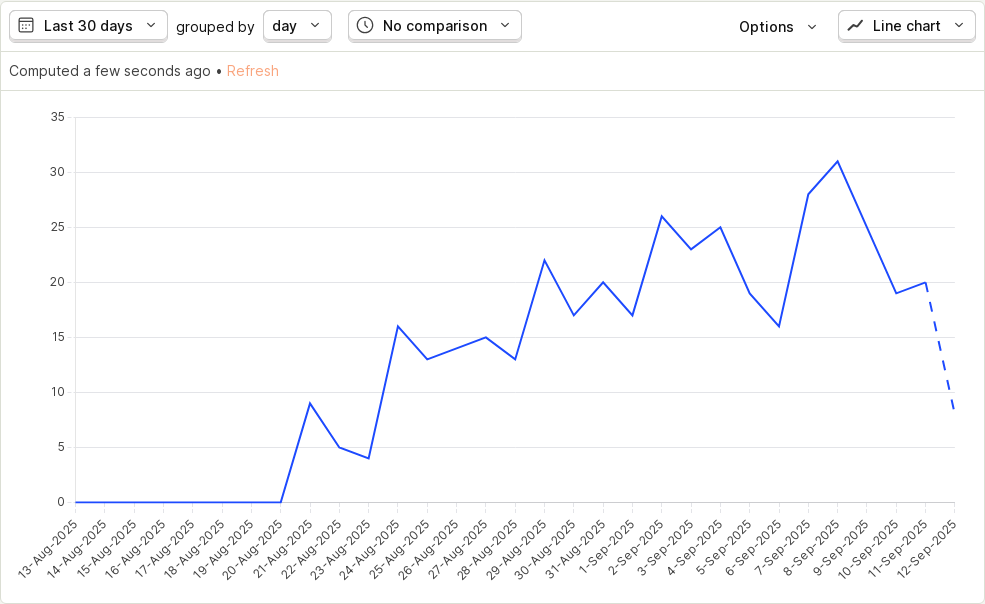 Last 30 days grouped by day No comparison Options Line chart
Computed a few seconds ago • Refresh
35
30
25
20
15
10
5
0
13-Aug-2025
14-Aug-2025
15-Aug-2025
16-Aug-2025
17-Aug-2025
18-Aug-2025
19-Aug-2025
20-Aug-2025
21-Aug-2025
22-Aug-2025
23-Aug-2025
24-Aug-2025
25-Aug-2025
26-Aug-2025
27-Aug-2025
28-Aug-2025
29-Aug-2025
30-Aug-2025
31-Aug-2025
1-Sep-2025
2-Sep-2025
3-Sep-2025
4-Sep-2025
5-Sep-2025
6-Sep-2025
7-Sep-2025
8-Sep-2025
9-Sep-2025
10-Sep-2025
11-Sep-2025
12-Sep-2025